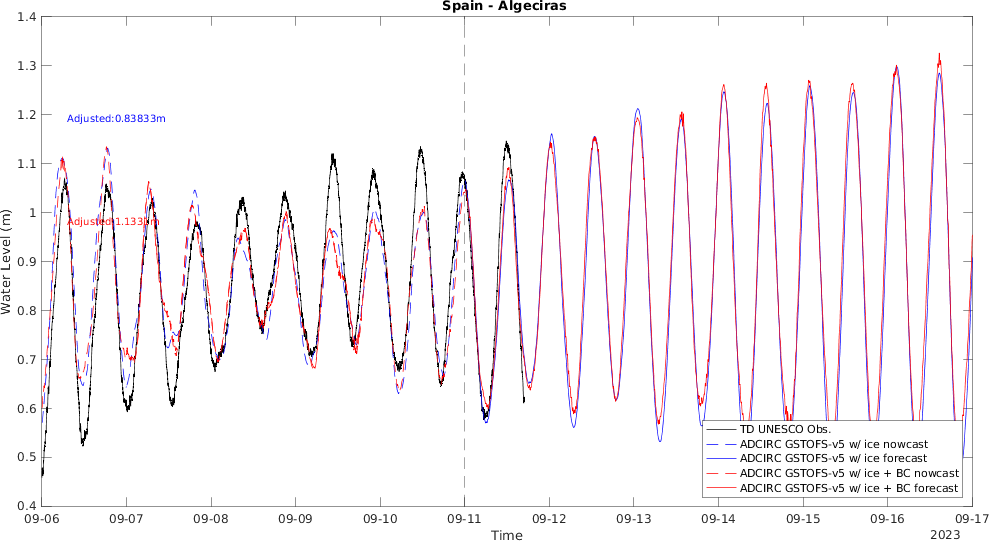 Spain - Algeciras
1.4
1.3
1.2
1.1
1
0.9
0.8
0.7
0.6
0.5
0.4
Water Level (m)
Adjusted:0.83833m
Adjusted:1.133
TD UNESCO Obs.
ADCIRC GSTOFS-v5 w/ ice nowcast
ADCIRC GSTOFS-v5 w/ ice forecast
ADCIRC GSTOFS-v5 w/ ice + BC nowcast
ADCIRC GSTOFS-v5 w/ ice + BC forecast
09-06 09-07 09-08 09-09 09-10 09-11 09-12 09-13 09-14 09-15 09-16 09-17
Time
2023